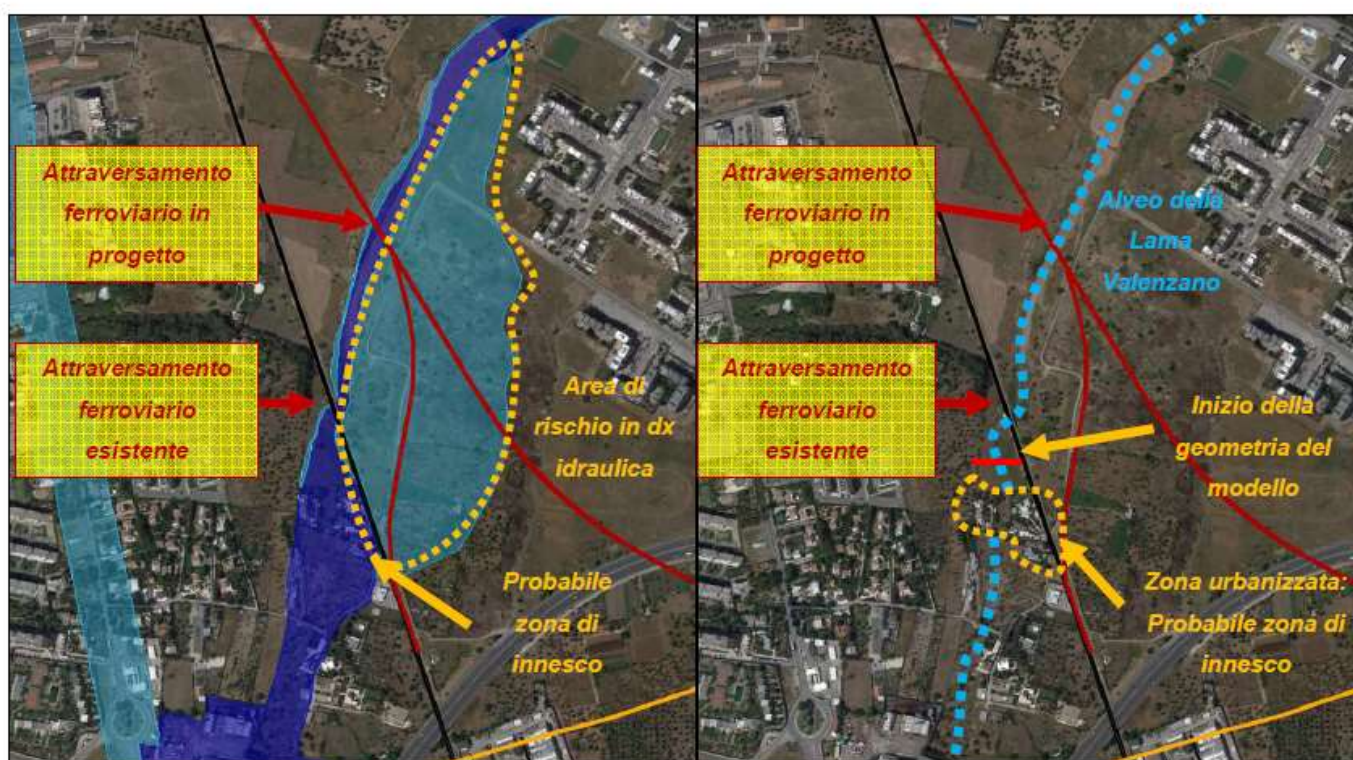 Attraversamento
ferroviario in
progetto
Attraversamento
ferroviario
esistente
Area di
rischio in dx
idraulica
Probabile
zona di
innesco
Attraversamento
ferroviario in
progetto
Alveo della
Lama
Valenzano
Attraversamento
ferroviario
esistente
Inizio della
geometria del
modello
Zona urbanizzata:
Probabile zona di
innesco